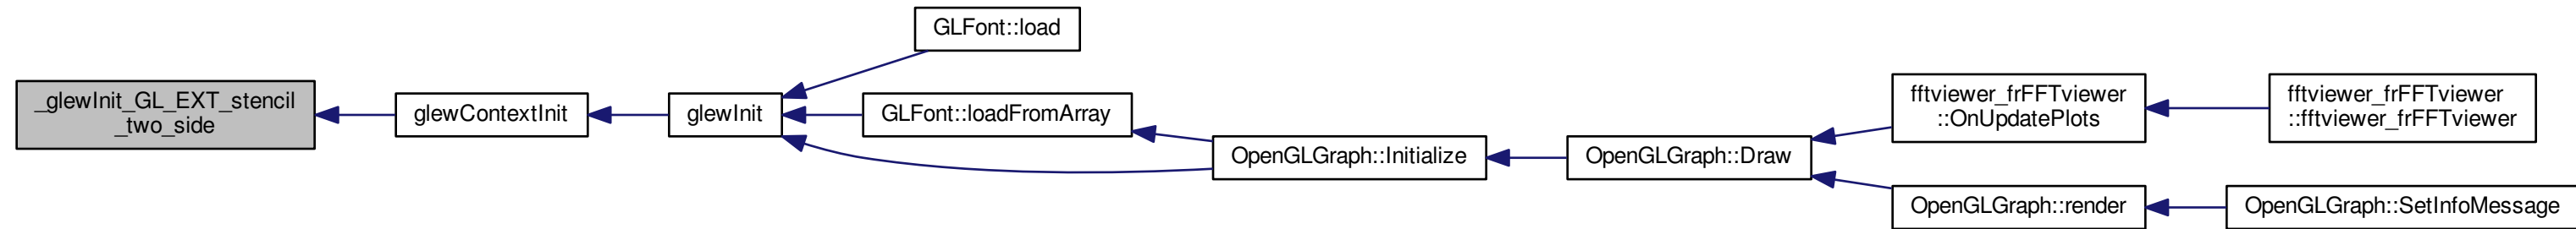 _glewInit_GL_EXT_stencil
_two_side
glewContextInit
glewInit
GLFont::load
GLFont::loadFromArray
OpenGLGraph::Initialize
OpenGLGraph::Draw
fftviewer_frFFTviewer
::OnUpdatePlots
fftviewer_frFFTviewer
::fftviewer_frFFTviewer
OpenGLGraph::render
OpenGLGraph::SetInfoMessage